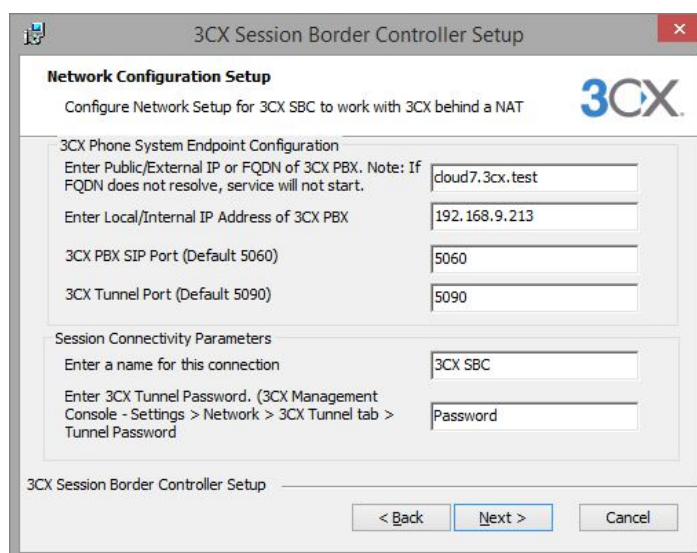 3CX Session Border Controller Setup
Network Configuration Setup
Configure Network Setup for 3CX SBC to work with 3CX behind a NAT
3CX.
3CX Phone System Endpoint Configuration
Enter Public/External IP or FQDN of 3CX PBX. Note: If
FQDN does not resolve, service will not start.
cloud7.3cx.test
Enter Local/Internal IP Address of 3CX PBX
192.168.9.213
3CX PBX SIP Port (Default 5060)
5060
3CX Tunnel Port (Default 5090)
5090
Session Connectivity Parameters
Enter a name for this connection
3CX SBC
Enter 3CX Tunnel Password. (3CX Management
Console - Settings > Network > 3CX Tunnel tab >
Tunnel Password
Password
3CX Session Border Controller Setup
< Back
Next >
Cancel